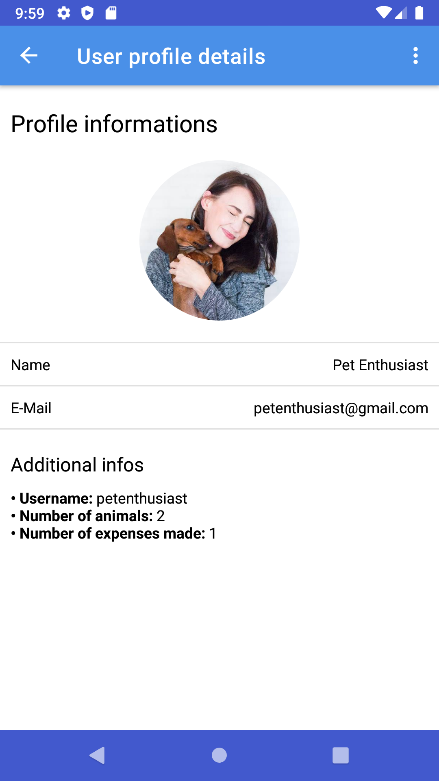 9:59
User profile details
Profile informations
Name Pet Enthusiast
E-Mail petenthusiast@gmail.com
Additional infos
• Username: petenthusiast
• Number of animals: 2
• Number of expenses made: 1